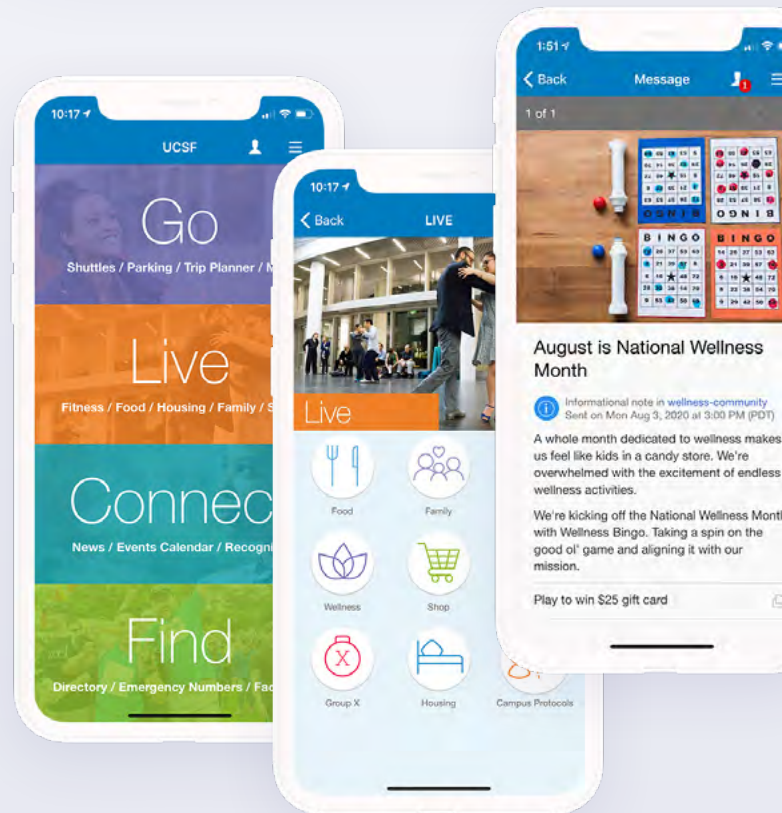 10:17
UCSF
Go
Shuttles / Parking / Trip Planner / M
Live
Fitness / Food / Housing / Family / S
Connec
News / Events Calendar / Recogni
Find
Directory / Emergency Numbers / Fac
10:17
Back
LIVE
Live
Food
Family
Wellness
Shop
X
Group X
Housing
Campus Protocols
1:51
Back
Message
1
1 of 1
BINGO
BINGO
BINGO
BINGO
August is National Wellness
Month
Informational note in wellness-community
Sent on Mon Aug 3, 2020 at 3:00 PM (PDT)
A whole month dedicated to wellness makes
us feel like kids in a candy store. We're
overwhelmed with the excitement of endless
wellness activities.
We're kicking off the National Wellness Month
with Wellness Bingo. Taking a spin on the
good ol' game and aligning it with our
mission.
Play to win $25 gift card